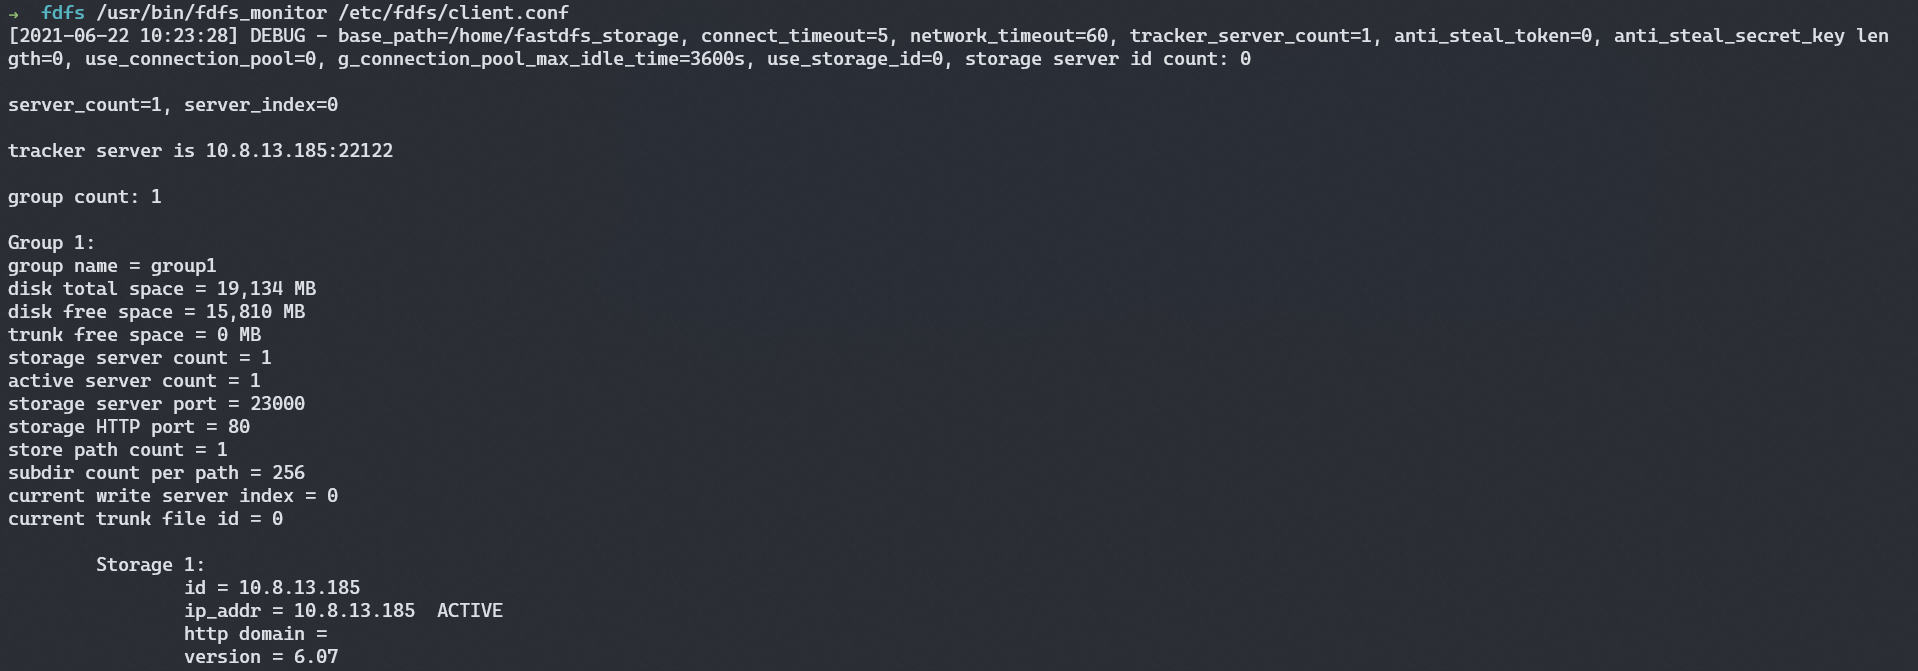 → fdfs /usr/bin/fdfs_monitor /etc/fdfs/client.conf
[2021-06-22 10:23:28] DEBUG - base_path=/home/fastdfs_storage, connect_timeout=5, network_timeout=60, tracker_server_count=1, anti_steal_token=0, anti_steal_secret_key len
gth=0, use_connection_pool=0, g_connection_pool_max_idle_time=3600s, use_storage_id=0, storage server id count: 0
server_count=1, server_index=0
tracker server is 10.8.13.185:22122
group count: 1
Group 1:
group name = group1
disk total space = 19,134 MB
disk free space = 15,810 MB
trunk free space = 0 MB
storage server count = 1
active server count = 1
storage server port = 23000
storage HTTP port = 80
store path count = 1
subdir count per path = 256
current write server index = 0
current trunk file id = 0
Storage 1:
id = 10.8.13.185
ip_addr = 10.8.13.185  ACTIVE
http domain =
version = 6.07